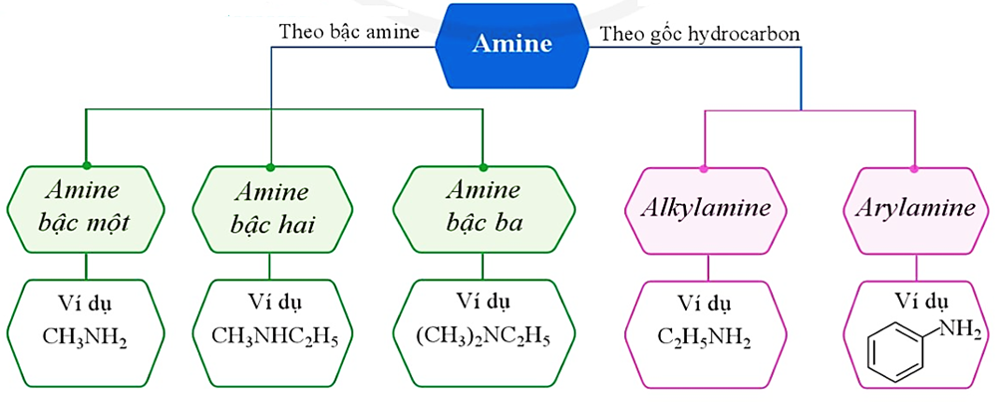 Theo bậc amine
Amine
Theo gốc hydrocarbon
Amine
bậc một
Amine
bậc hai
Amine
bậc ba
Alkylamine
Arylamine
Ví dụ
CH₃NH₂
Ví dụ
CH₃NHC₂H₅
Ví dụ
(CH₃)₂NC₂H₅
Ví dụ
C₂H₅NH₂
Ví dụ
NH₂